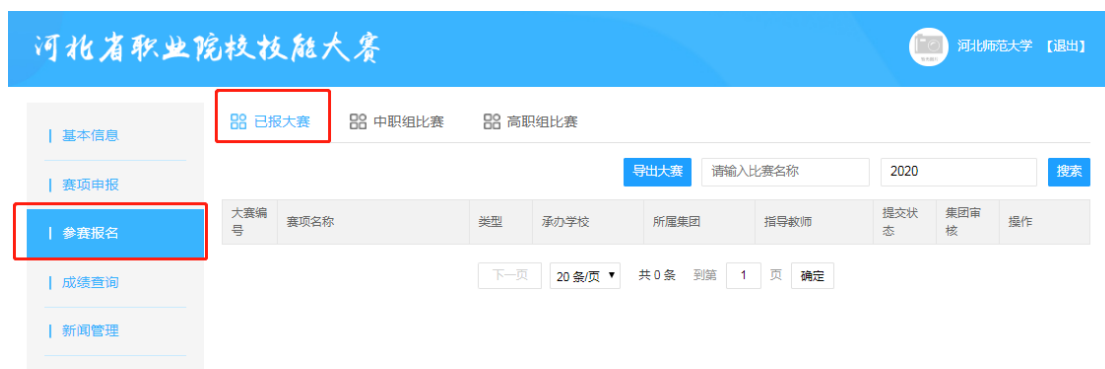 河北省职业院校技能大赛
河北师范大学 【退出】
基本信息
赛项申报
参赛报名
成绩查询
新闻管理
已报大赛 中职组比赛 高职组比赛
导出大赛 请输入比赛名称 2020 搜索
大赛编号 赛项名称 类型 承办学校 所属集团 指导教师 提交状态 集团审核 操作
下一页 20 条/页 共 0 条 到第 1 页 确定